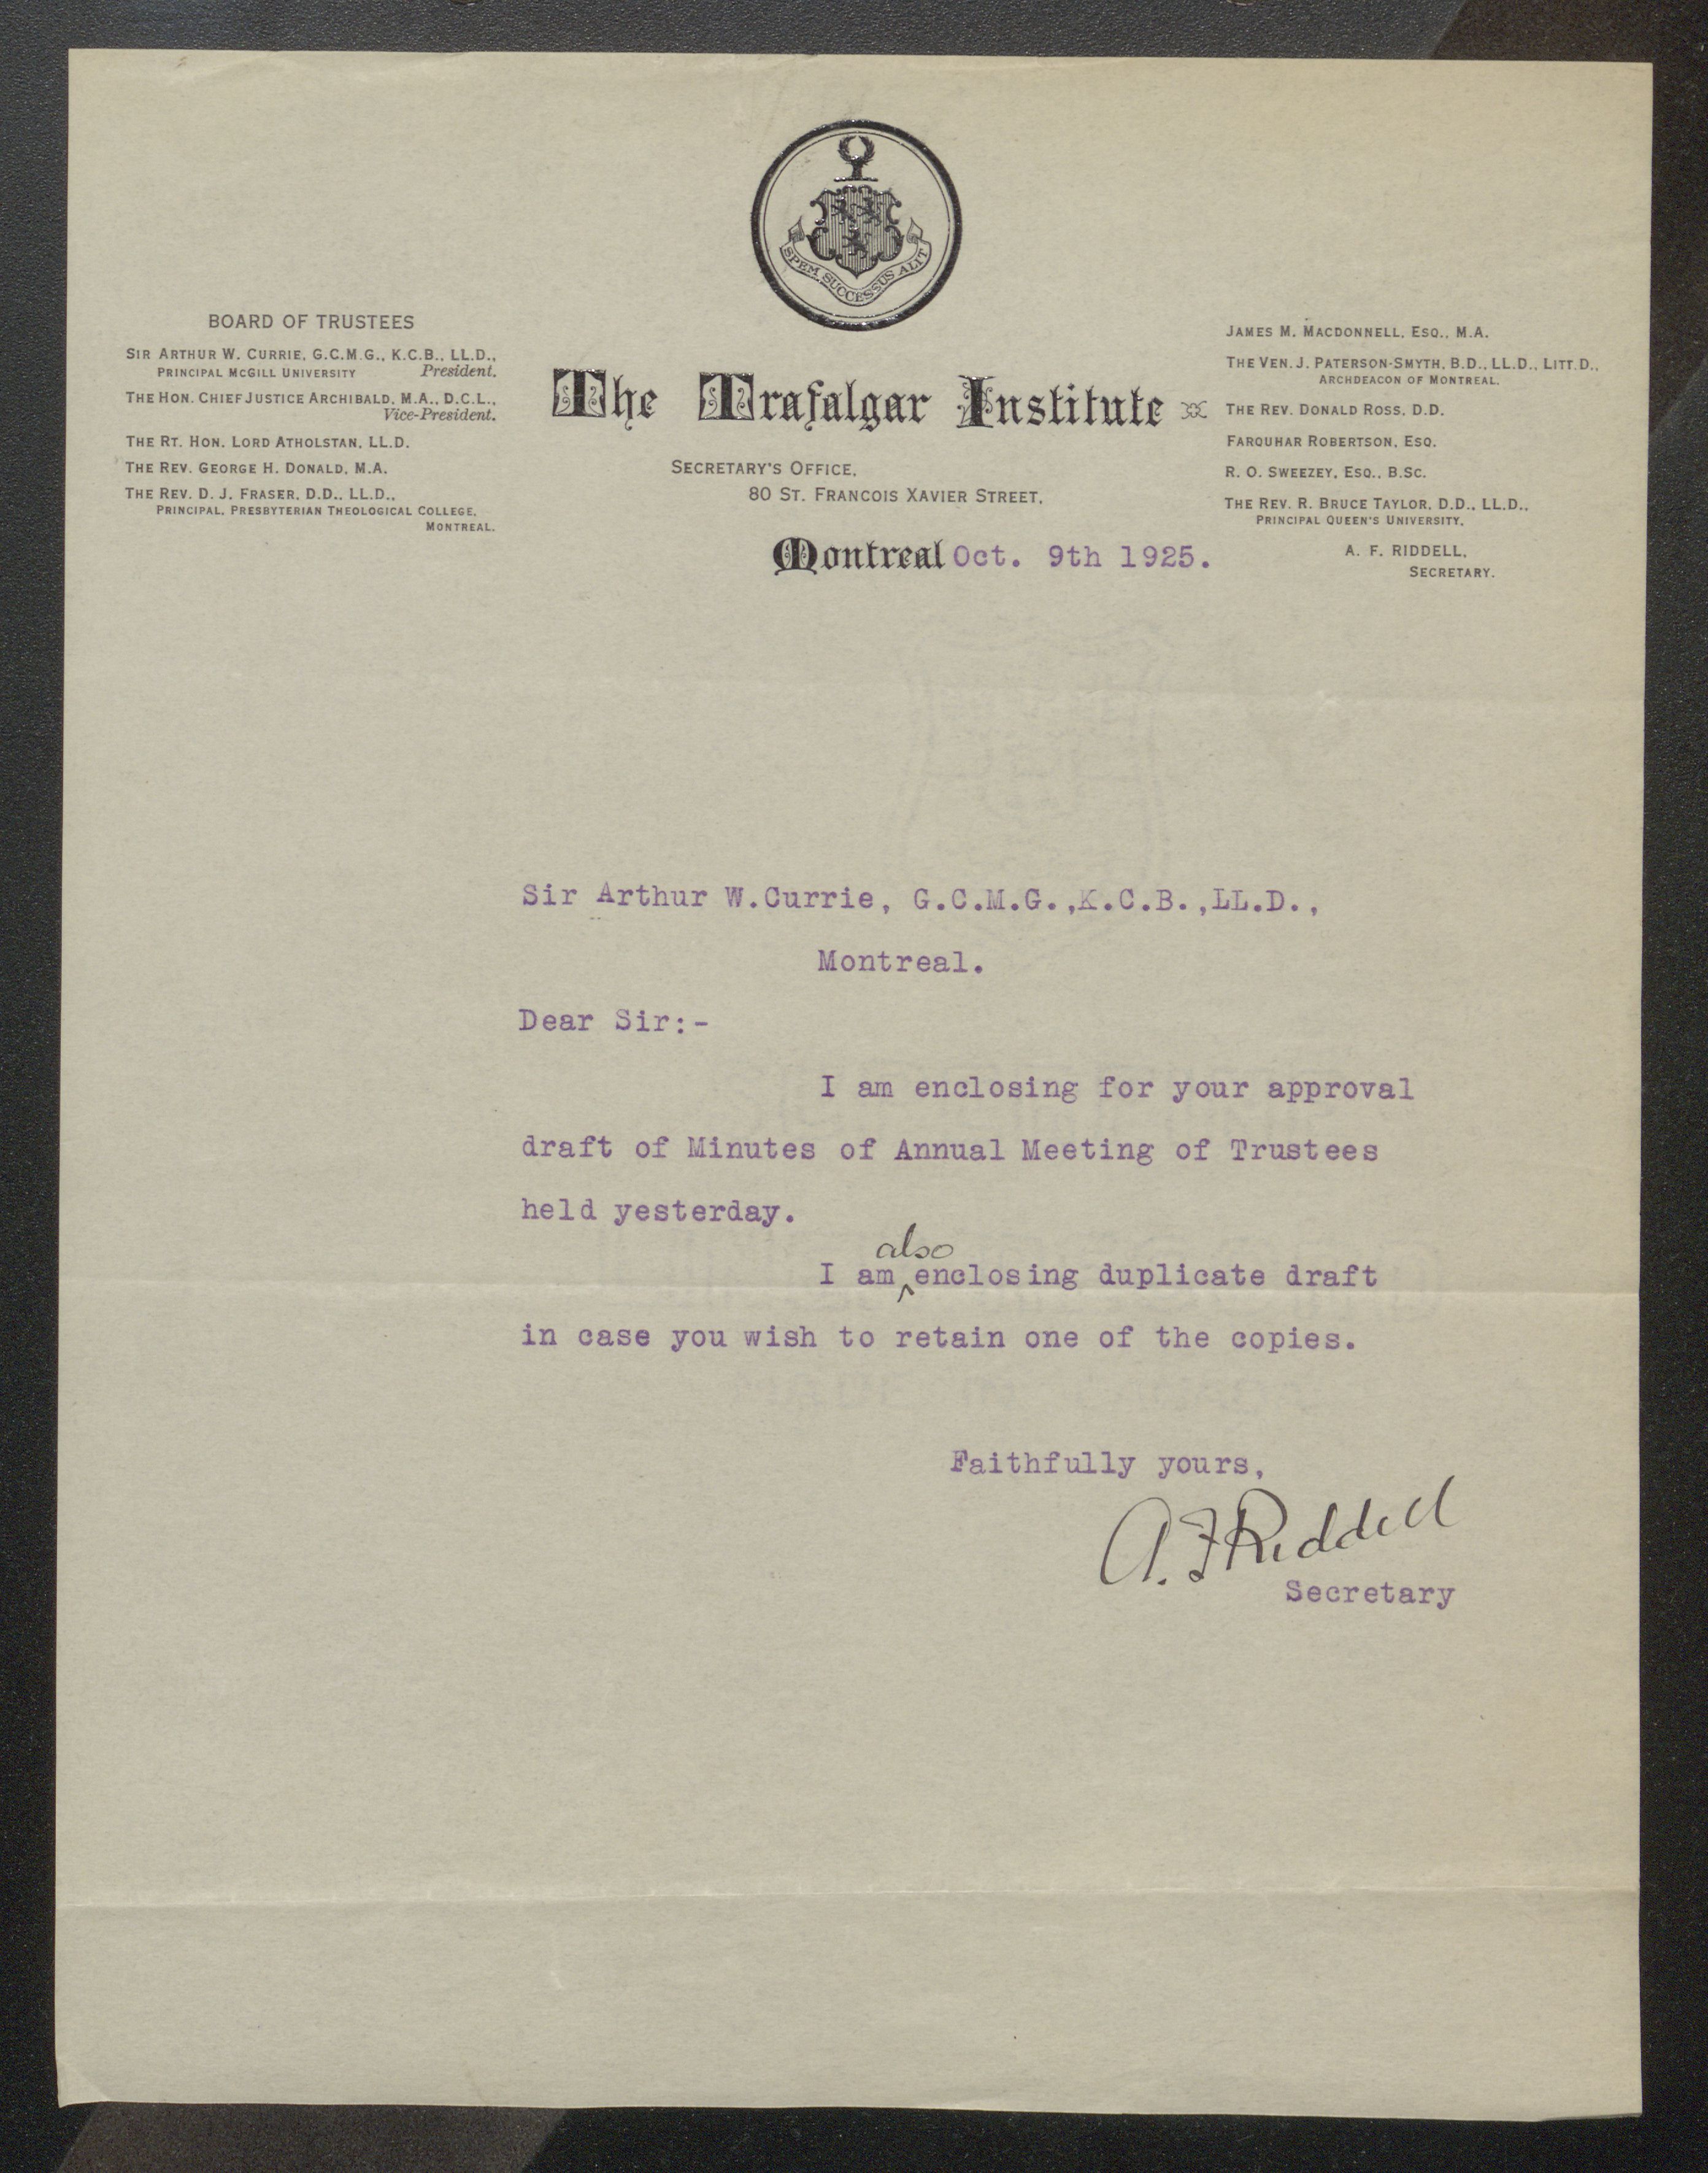 SPEM SUCCESSUS ALIT
BOARD OF TRUSTEES
SIR ARTHUR W. CURRIE, G.C.M.G., K.C.B., LL.D.,
PRINCIPAL MCGILL UNIVERSITY President.
THE HON. CHIEF JUSTICE ARCHIBALD, M.A., D.C.L.,
Vice-President.
THE RT. HON. LORD ATHOLSTAN, LL.D.
THE REV. GEORGE H. DONALD, M.A.
THE REV. D. J. FRASER, D.D., LL.D.,
PRINCIPAL, PRESBYTERIAN THEOLOGICAL COLLEGE,
MONTREAL.
The Trafalgar Institute
SECRETARY'S OFFICE,
80 ST. FRANCOIS XAVIER STREET,
Montreal Oct. 9th 1925.
JAMES M. MACDONNELL, ESQ., M.A.
THE VEN. J. PATERSON-SMYTH, B.D., LL.D., LITT.D.,
ARCHDEACON OF MONTREAL.
THE REV. DONALD ROSS, D.D.
FARQUHAR ROBERTSON, ESQ.
R. O. SWEEZEY, ESQ., B.SC.
THE REV. R. BRUCE TAYLOR, D.D., LL.D.,
PRINCIPAL QUEEN'S UNIVERSITY.
A. F. RIDDELL,
SECRETARY.
Sir Arthur W.Currie, G.C.M.G.,K.C.B.,LL.D.,
Montreal.
Dear Sir:-
I am enclosing for your approval
draft of Minutes of Annual Meeting of Trustees
held yesterday.
also
I am enclosing duplicate draft
in case you wish to retain one of the copies.
Faithfully yours,
A. F Riddell
Secretary